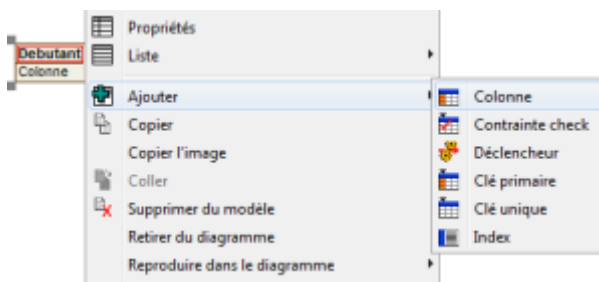 Propriétés
Debutant
Liste
Colonne
Ajouter
Colonne
Copier
Contrainte check
Copier l'image
Déclencheur
Coller
Clé primaire
Supprimer du modèle
Clé unique
Retirer du diagramme
Index
Reproduire dans le diagramme